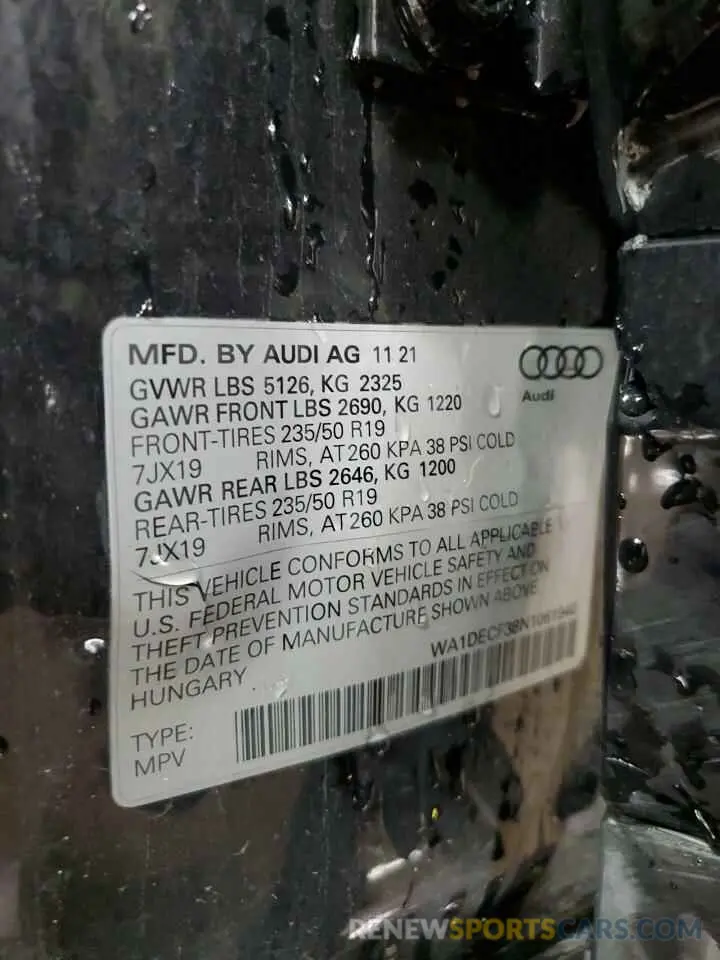 MFD. BY AUDI AG 11 21
GVWR LBS 5126, KG 2325
GAWR FRONT LBS 2690, KG 1220
FRONT-TIRES 235/50 R19
7JX19 RIMS, AT 260 KPA 38 PSI COLD
GAWR REAR LBS 2646, KG 1200
REAR-TIRES 235/50 R19
7JX19 RIMS, AT 260 KPA 38 PSI COLD
Audi
THIS VEHICLE CONFORMS TO ALL APPLICABLE
U.S. FEDERAL MOTOR VEHICLE SAFETY AND
THEFT PREVENTION STANDARDS IN EFFECT ON
THE DATE OF MANUFACTURE SHOWN ABOVE
HUNGARY
TYPE:
MPV
RENEWSPORTSCARS.COM